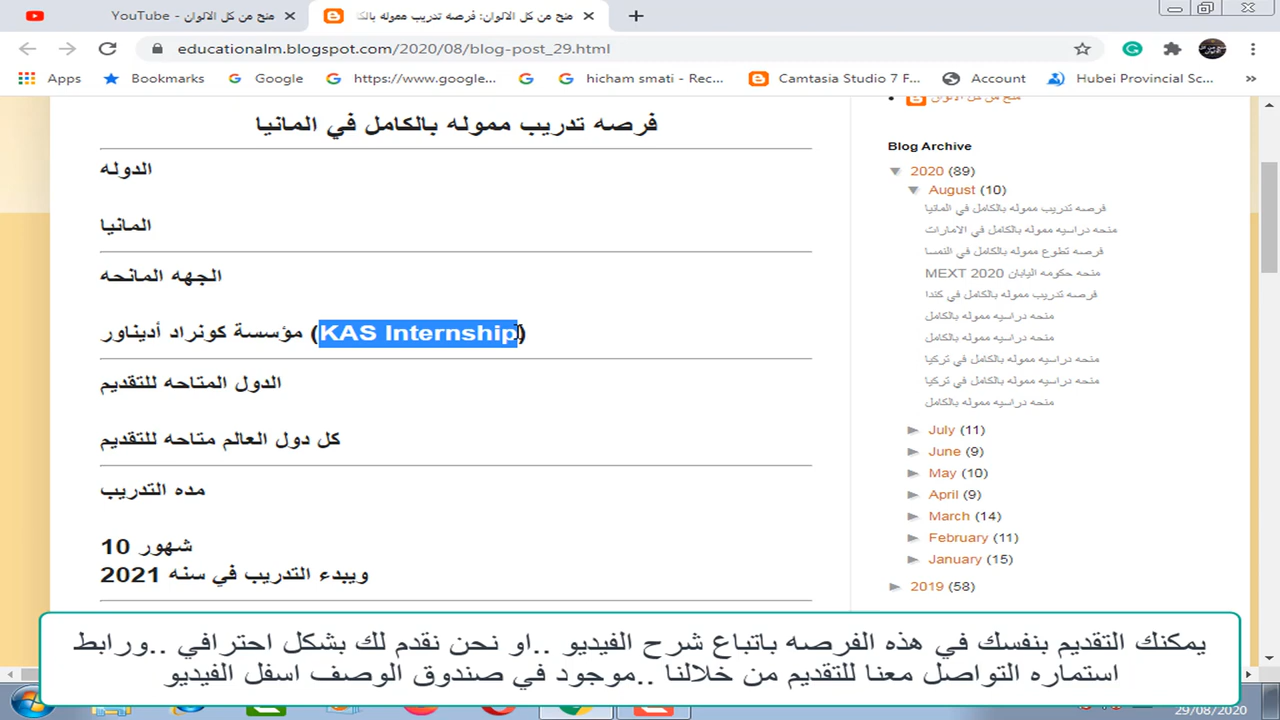 منح من كل الالوان - YouTube
منح من كل الالوان: فرصه تدريب ممولة بالكا
educationalm.blogspot.com/2020/08/blog-post_29.html
Apps Bookmarks Google https://www.google... hicham smati - Rec... Camtasia Studio 7 F... Account Hubei Provincial Sc... »
فرصه تدريب مموله بالكامل في المانيا
الدوله
المانيا
الجهه المانحه
مؤسسة كونراد أديناور (KAS Internship)
الدول المتاحه للتقديم
كل دول العالم متاحه للتقديم
مده التدريب
10 شهور
ويبدء التدريب في سنه 2021
منح من كل الالوان
Blog Archive
▼ 2020 (89)
▼ August (10)
فرصه تدريب مموله بالكامل في المانيا
منحه دراسيه مموله بالكامل في الامارات
فرصه تطوع مموله بالكامل في النمسا
منحه حكومه اليابان MEXT 2020
فرصه تدريب مموله بالكامل في كندا
منحه دراسيه مموله بالكامل
منحه دراسيه مموله بالكامل
منحه دراسيه مموله بالكامل في تركيا
منحه دراسيه مموله بالكامل في تركيا
منحه دراسيه مموله بالكامل
► July (11)
► June (9)
► May (10)
► April (9)
► March (14)
► February (11)
► January (15)
► 2019 (58)
يمكنك التقديم بنفسك في هذه الفرصه باتباع شرح الفيديو ..او نحن نقدم لك بشكل احترافي ..ورابط
استماره التواصل معنا للتقديم من خلالنا ..موجود في صندوق الوصف اسفل الفيديو
29/08/2020